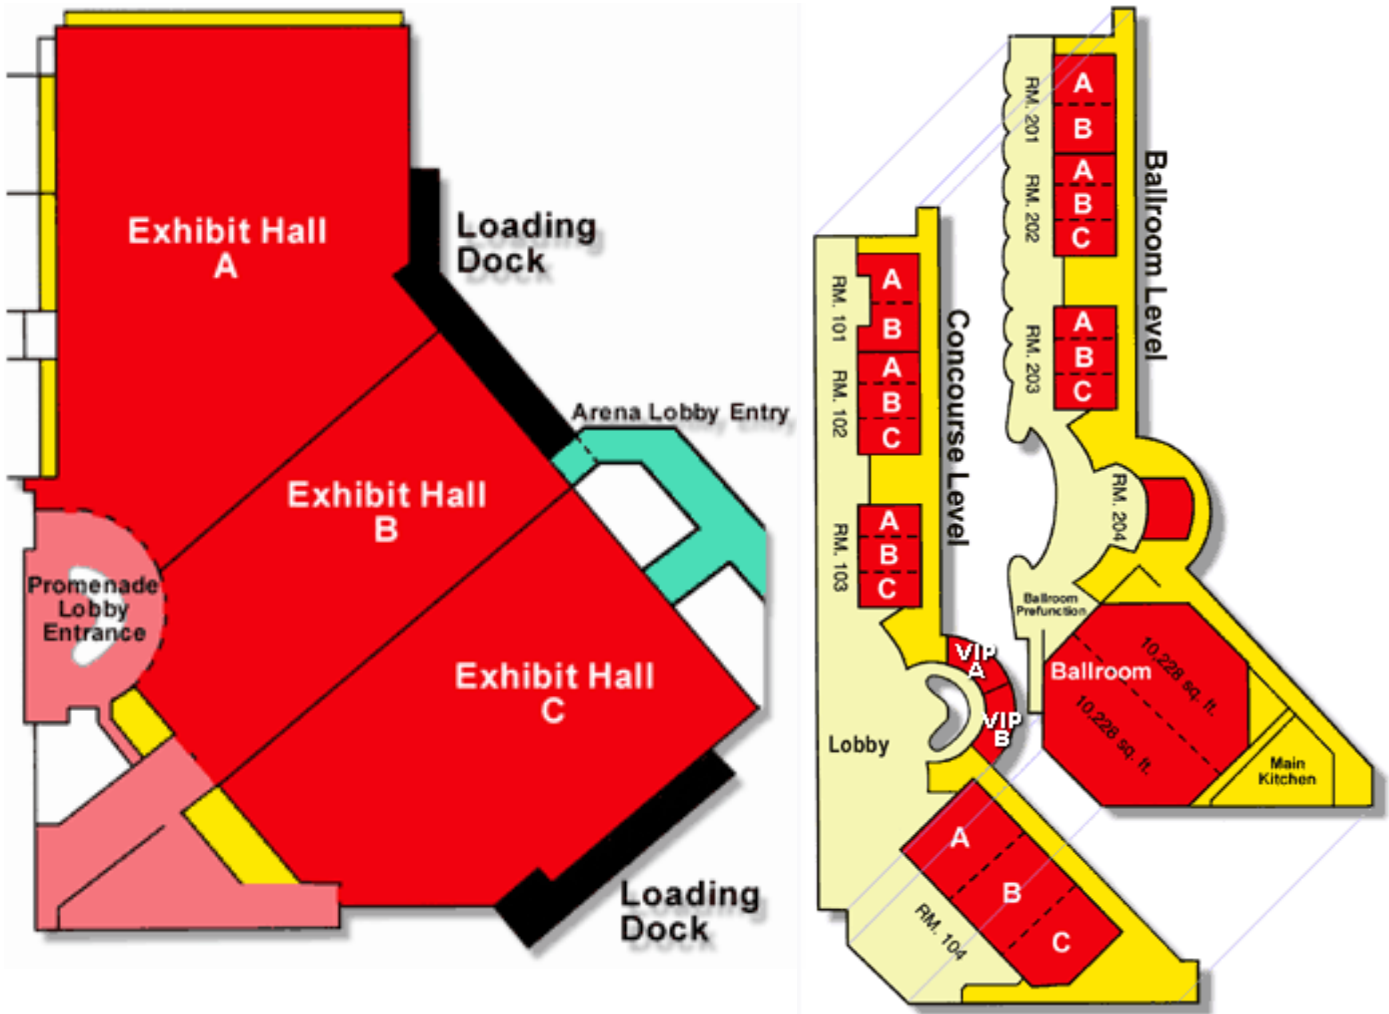 Exhibit Hall
A
Loading
Dock
Arena Lobby Entry
Exhibit Hall
B
Promenade
Lobby
Entrance
Exhibit Hall
C
Loading
Dock
Concourse Level
RM. 101
A
B
RM. 102
A
B
C
RM. 103
A
B
C
VIP
A
VIP
B
Lobby
RM. 104
A
B
C
Ballroom Level
RM. 201
A
B
RM. 202
A
B
C
RM. 203
A
B
C
RM. 204
Ballroom
Prefunction
Ballroom
10,228 sq. ft.
10,228 sq. ft.
Main
Kitchen